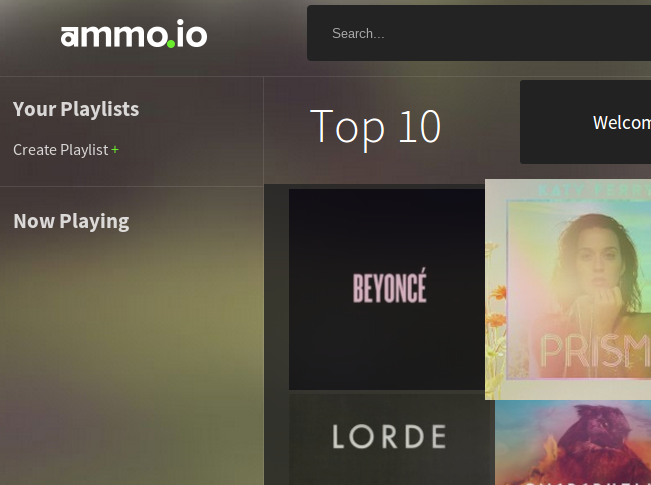 ammo.io
Search...
Your Playlists
Create Playlist +
Top 10
Welcom
Now Playing
KATY PERRY
BEYONCÉ
PRISM
LORDE